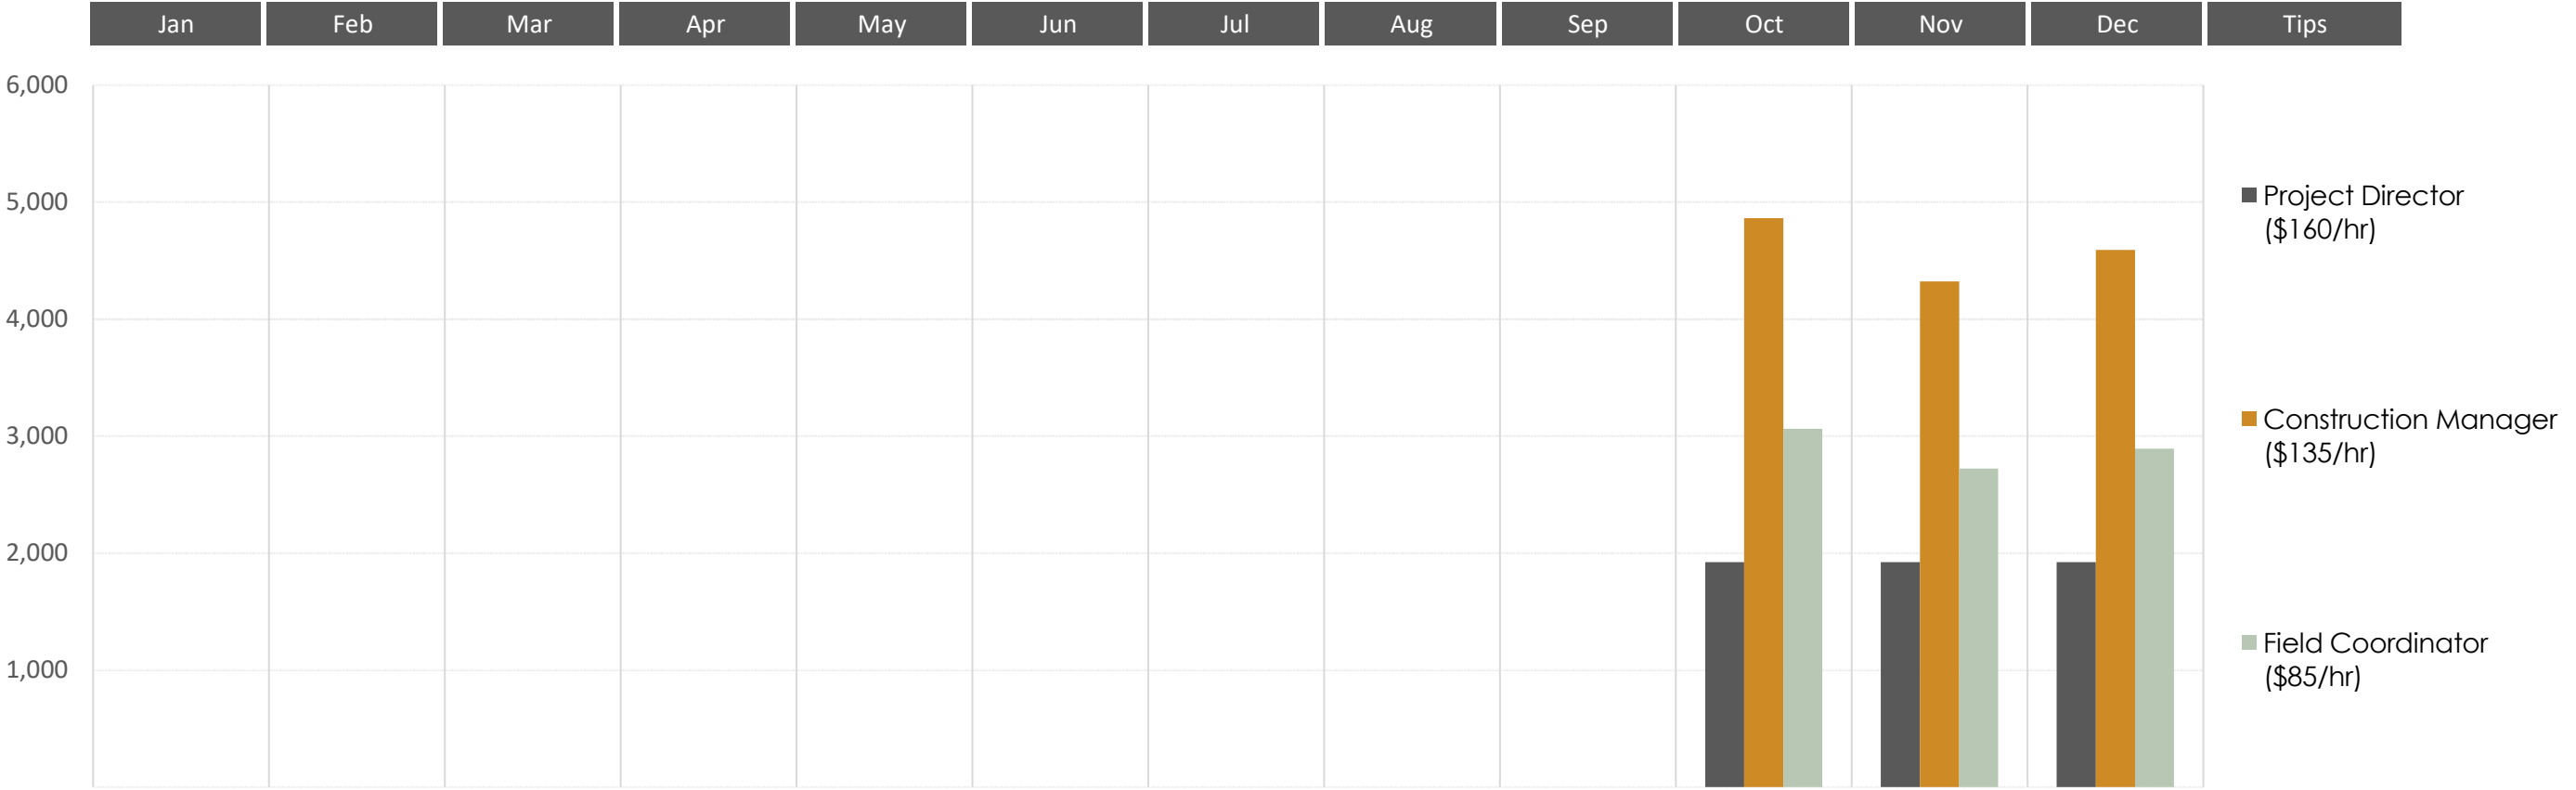 Jan Feb Mar Apr May Jun Jul Aug Sep Oct Nov Dec Tips
6,000
5,000
4,000
3,000
2,000
1,000
Project Director
($160/hr)
Construction Manager
($135/hr)
Field Coordinator
($85/hr)